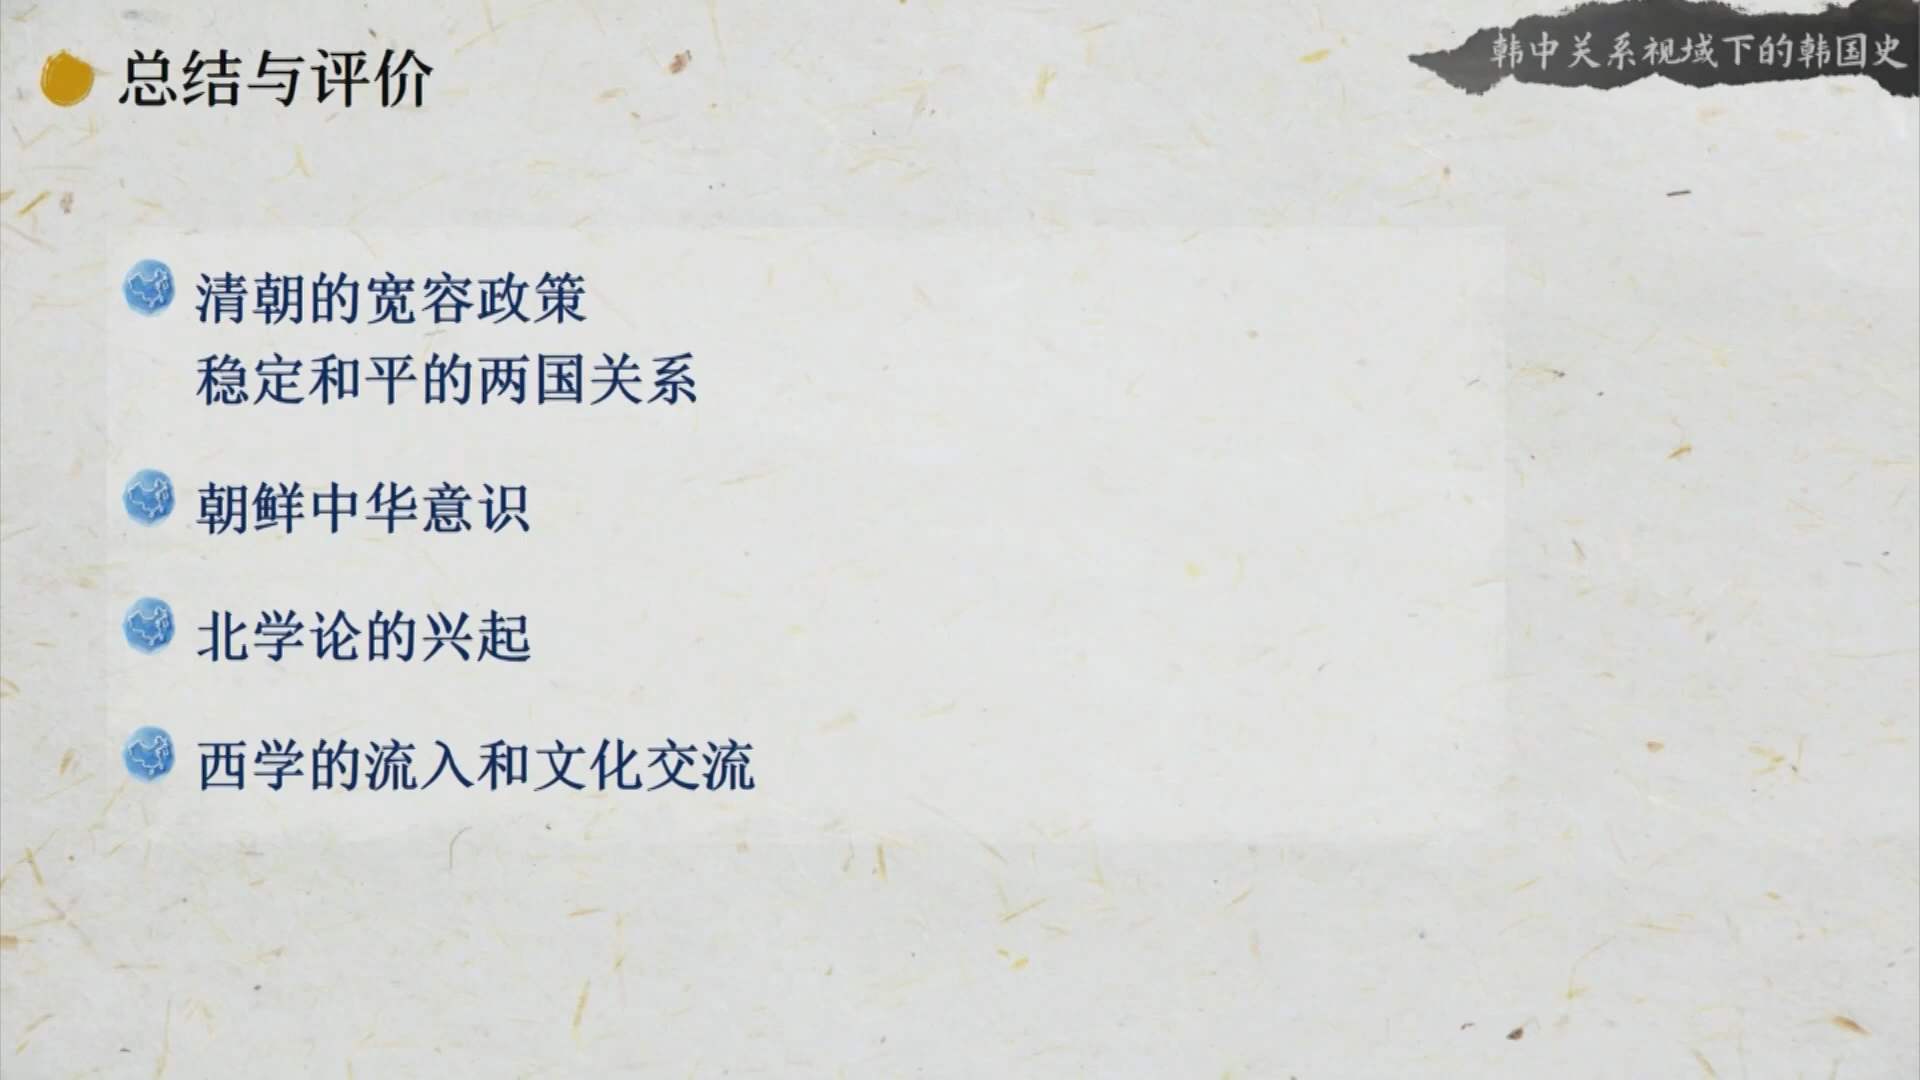 总结与评价
韩中关系视域下的韩国史
清朝的宽容政策
稳定和平的两国关系
朝鲜中华意识
北学论的兴起
西学的流入和文化交流